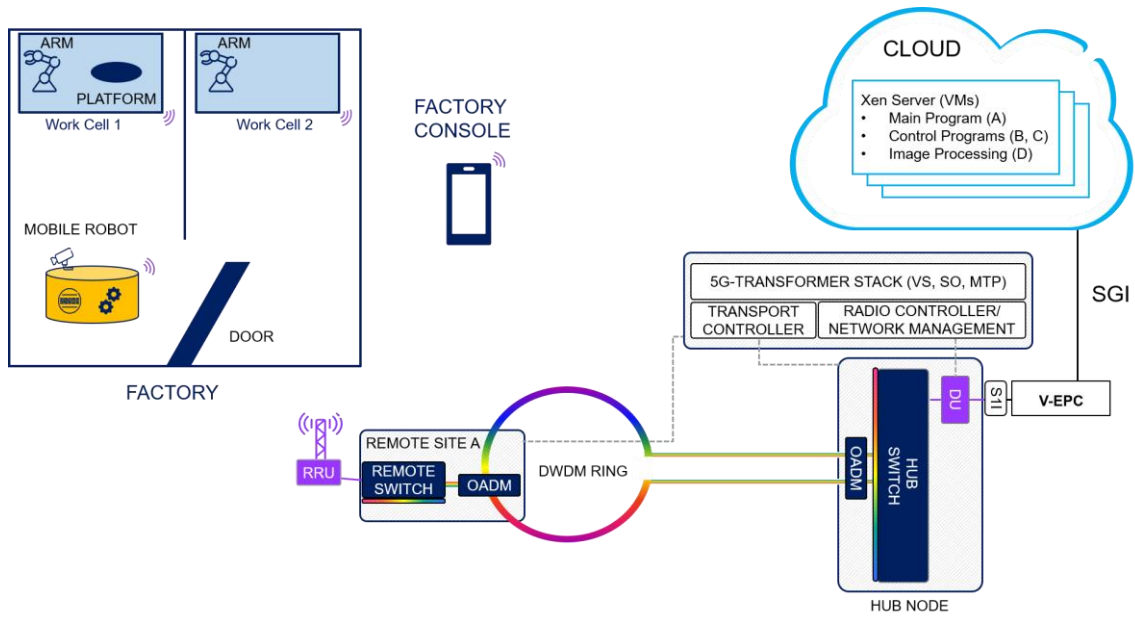 ARM
PLATFORM
Work Cell 1
ARM
Work Cell 2
MOBILE ROBOT
DOOR
FACTORY
FACTORY
CONSOLE
CLOUD
Xen Server (VMs)
• Main Program (A)
• Control Programs (B, C)
• Image Processing (D)
5G-TRANSFORMER STACK (VS, SO, MTP)
TRANSPORT
CONTROLLER
RADIO CONTROLLER/
NETWORK MANAGEMENT
SGI
RRU
REMOTE SITE A
REMOTE
SWITCH
OADM
DWDM RING
OADM
HUB
SWITCH
DU
S1I
V-EPC
HUB NODE